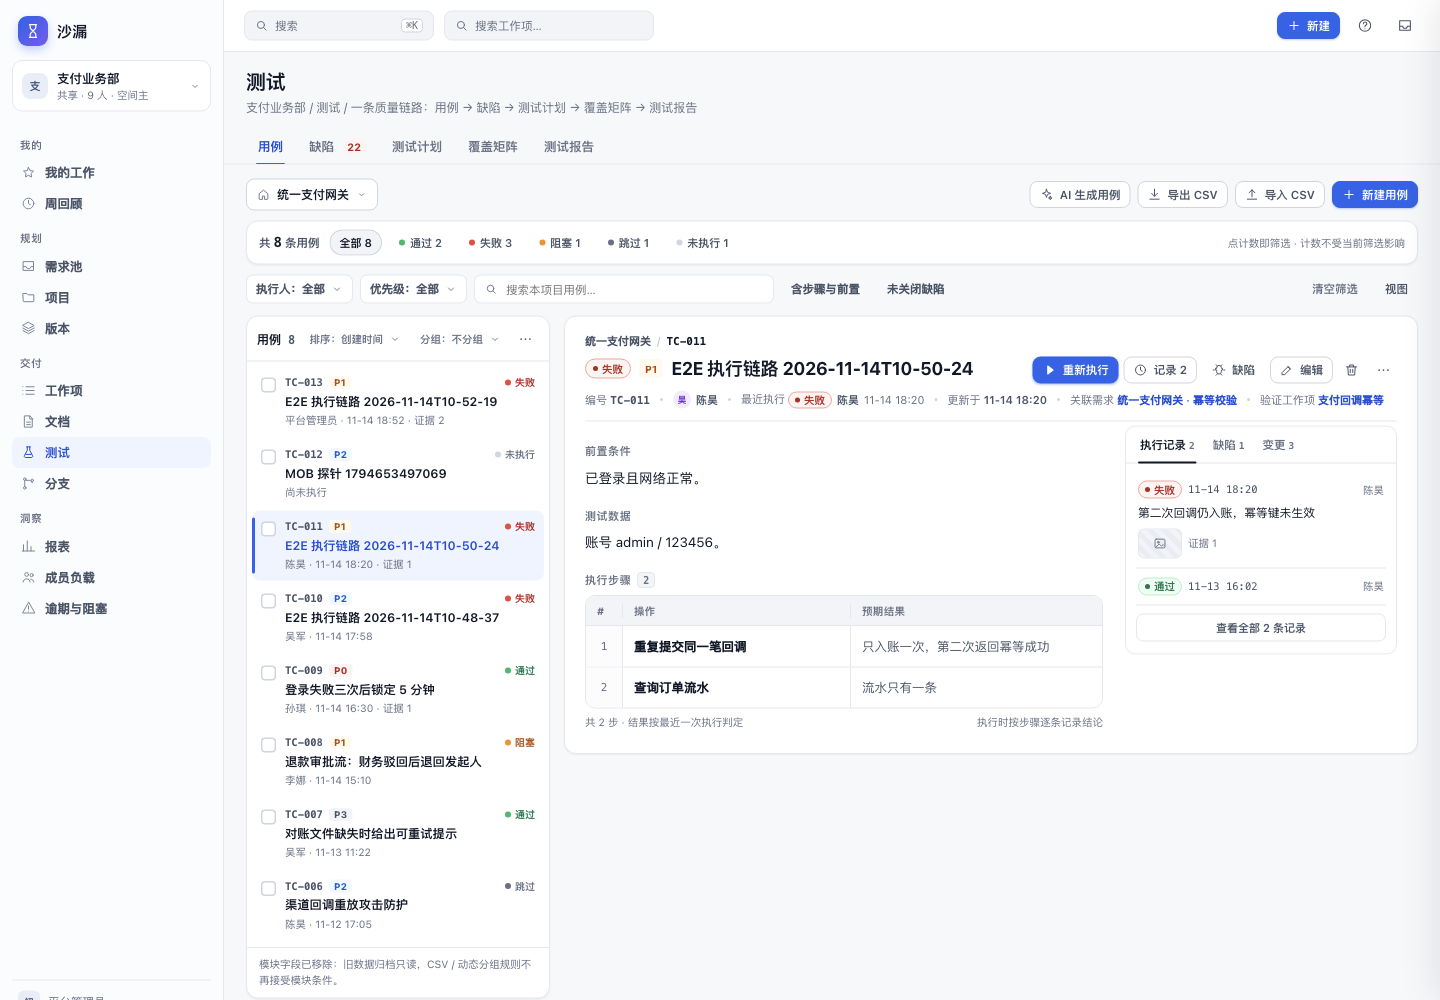 沙漏
搜索 ⌘K
搜索工作项...
新建
支 支付业务部
共享 · 9 人 · 空间主
我的
我的工作
周回顾
规划
需求池
项目
版本
交付
工作项
文档
测试
分支
洞察
报表
成员负载
逾期与阻塞
测试
支付业务部 / 测试 / 一条质量链路：用例 → 缺陷 → 测试计划 → 覆盖矩阵 → 测试报告
用例 缺陷 22 测试计划 覆盖矩阵 测试报告
统一支付网关
AI 生成用例 导出 CSV 导入 CSV 新建用例
共 8 条用例 全部 8 通过 2 失败 3 阻塞 1 跳过 1 未执行 1
点计数即筛选 · 计数不受当前筛选影响
执行人：全部 优先级：全部 搜索本项目用例... 含步骤与前置 未关闭缺陷 清空筛选 视图
用例 8 排序：创建时间 分组：不分组 ···
TC-013 P1 失败
E2E 执行链路 2026-11-14T10-52-19
平台管理员 · 11-14 18:52 · 证据 2
TC-012 P2 未执行
MOB 探针 1794653497069
尚未执行
TC-011 P1 失败
E2E 执行链路 2026-11-14T10-50-24
陈昊 · 11-14 18:20 · 证据 1
TC-010 P2 失败
E2E 执行链路 2026-11-14T10-48-37
吴军 · 11-14 17:58
TC-009 P0 通过
登录失败三次后锁定 5 分钟
孙琪 · 11-14 16:30 · 证据 1
TC-008 P1 阻塞
退款审批流：财务驳回后退回发起人
李娜 · 11-14 15:10
TC-007 P3 通过
对账文件缺失时给出可重试提示
吴军 · 11-13 11:22
TC-006 P2 跳过
渠道回调重放攻击防护
陈昊 · 11-12 17:05
模块字段已移除：旧数据归档只读，CSV / 动态分组规则不
再接受模块条件。
统一支付网关 / TC-011
失败 P1 E2E 执行链路 2026-11-14T10-50-24
重新执行 记录 2 缺陷 编辑 ···
编号 TC-011 · 昊 陈昊 · 最近执行 失败 陈昊 11-14 18:20 · 更新于 11-14 18:20 · 关联需求 统一支付网关 · 幂等校验 · 验证工作项 支付回调幂等
前置条件
已登录且网络正常。
测试数据
账号 admin / 123456。
执行步骤 2
# 操作 预期结果
1 重复提交同一笔回调 只入账一次，第二次返回幂等成功
2 查询订单流水 流水只有一条
共 2 步 · 结果按最近一次执行判定 执行时按步骤逐条记录结论
执行记录 2 缺陷 1 变更 3
失败 11-14 18:20 陈昊
第二次回调仍入账，幂等键未生效
证据 1
通过 11-13 16:02 陈昊
查看全部 2 条记录